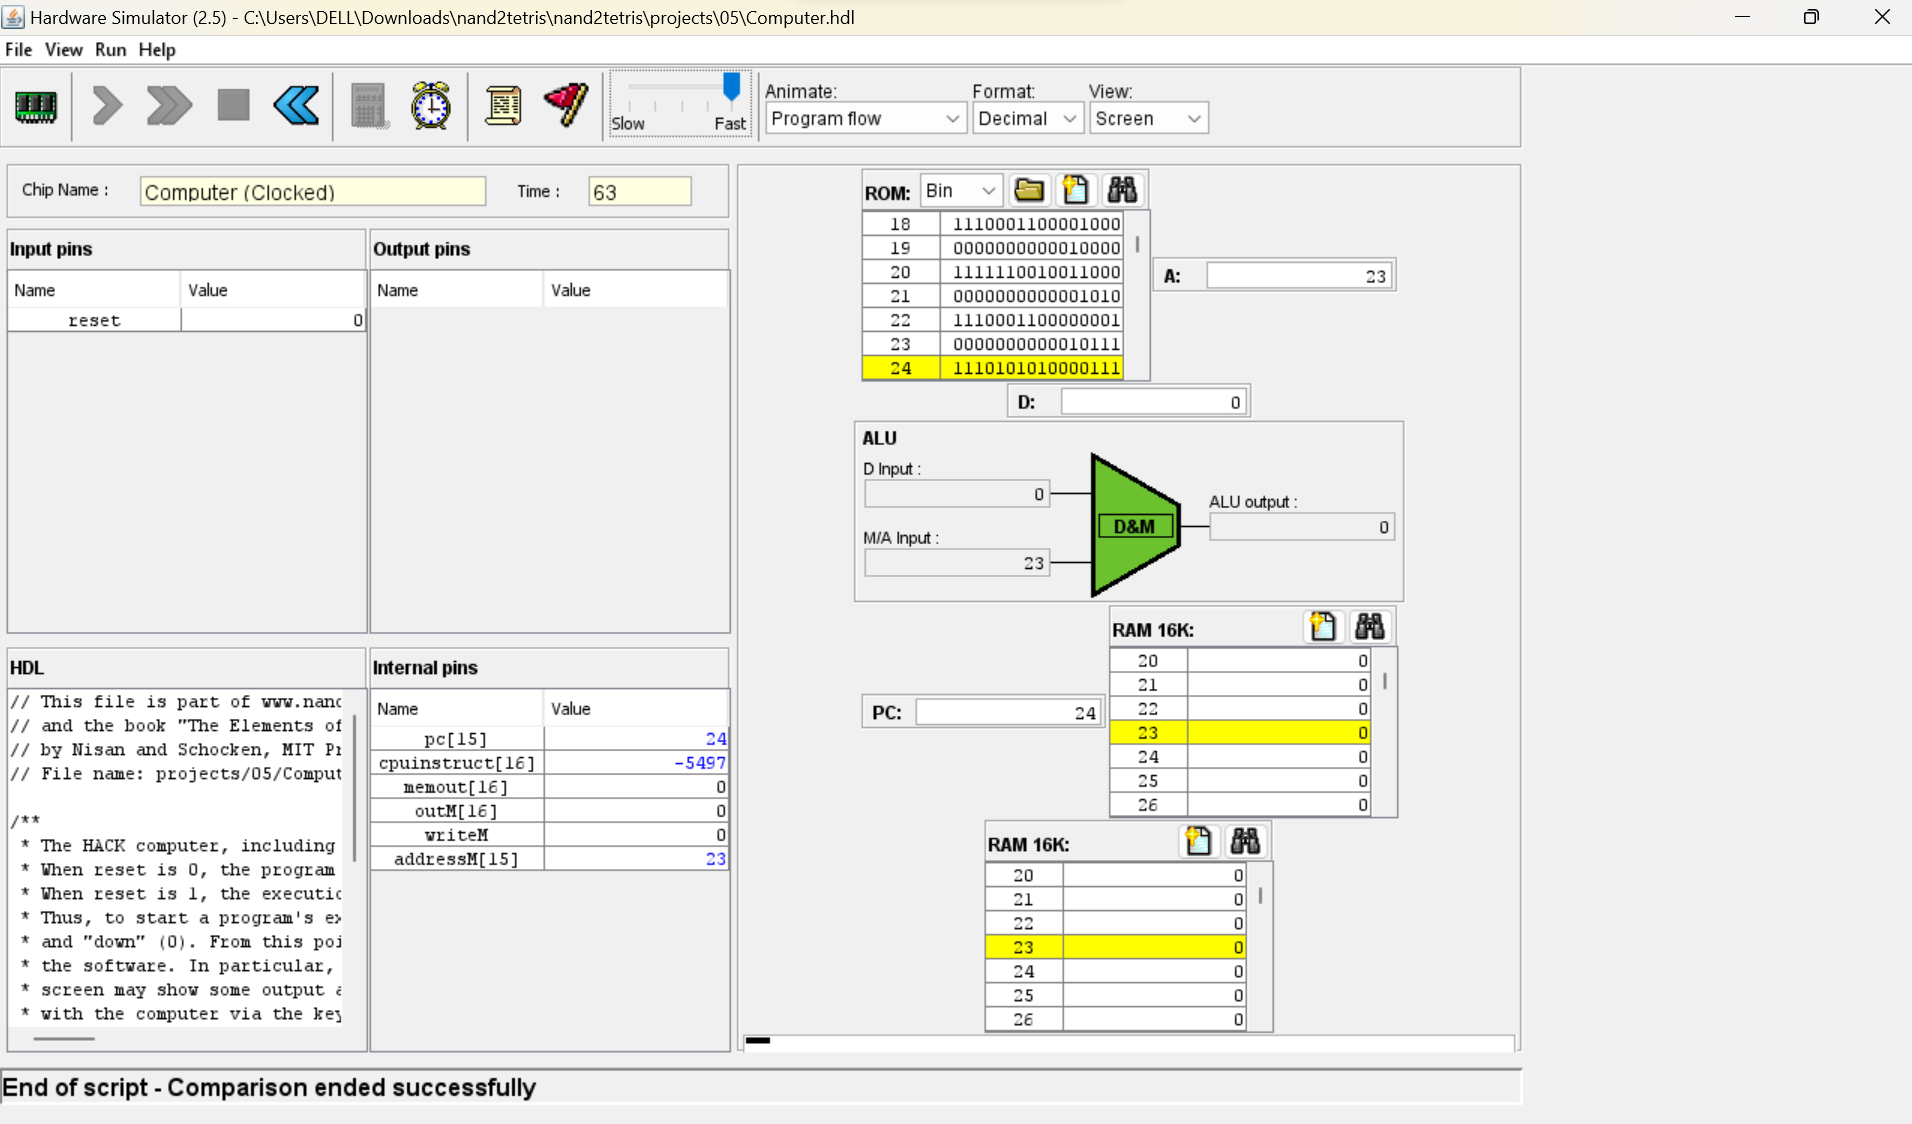 Hardware Simulator (2.5) - C:\Users\DELL\Downloads\nand2tetris\nand2tetris\projects\05\Computer.hdl
File View Run Help
Slow Fast
Animate:
Program flow
Format:
Decimal
View:
Screen
Chip Name :
Computer (Clocked)
Time :
63
Input pins
Name Value
reset 0
Output pins
Name Value
HDL
// This file is part of www.nand
// and the book "The Elements of
// by Nisan and Schocken, MIT Pr
// File name: projects/05/Comput
/**
* The HACK computer, including
* When reset is 0, the program
* When reset is 1, the executio
* Thus, to start a program's ex
* and "down" (0). From this poi
* the software. In particular,
* screen may show some output a
* with the computer via the key
Internal pins
Name Value
pc[15] 24
cpuinstruct[16] -5497
memout[16] 0
outM[16] 0
writeM 0
addressM[15] 23
ROM: Bin
18 1110001100001000
19 0000000000010000
20 1111110010011000
21 0000000000001010
22 1110001100000001
23 0000000000010111
24 1110101010000111
A: 23
D: 0
ALU
D Input :
0
M/A Input :
23
D&M
ALU output :
0
PC: 24
RAM 16K:
20 0
21 0
22 0
23 0
24 0
25 0
26 0
RAM 16K:
20 0
21 0
22 0
23 0
24 0
25 0
26 0
End of script - Comparison ended successfully